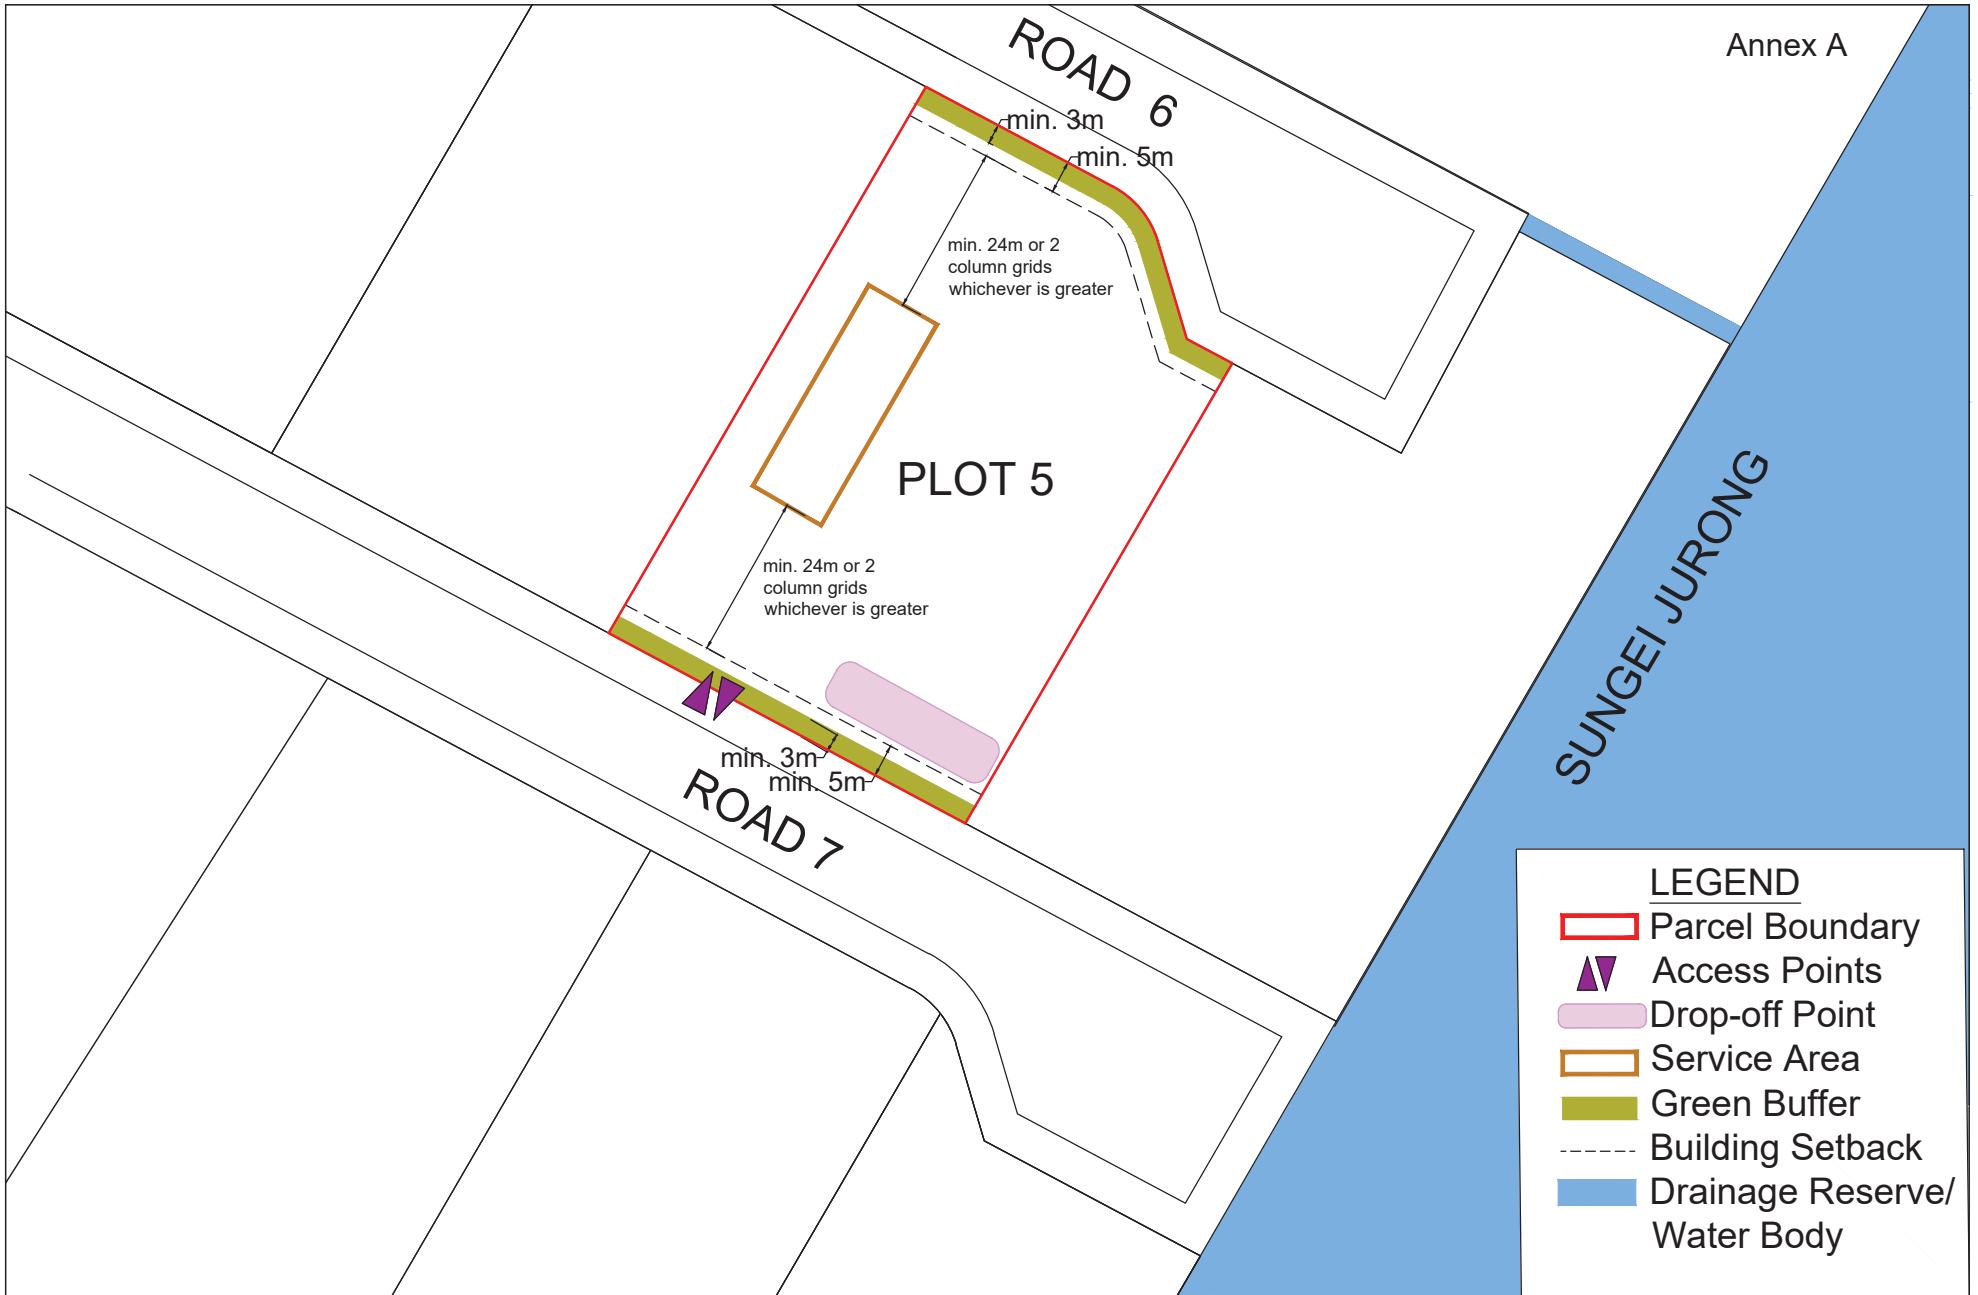 Annex A
ROAD 6
min. 3m
min. 5m
min. 24m or 2
column grids
whichever is greater
PLOT 5
min. 24m or 2
column grids
whichever is greater
min. 3m
min. 5m
ROAD 7
SUNGEI JURONG
LEGEND
Parcel Boundary
Access Points
Drop-off Point
Service Area
Green Buffer
Building Setback
Drainage Reserve/
Water Body